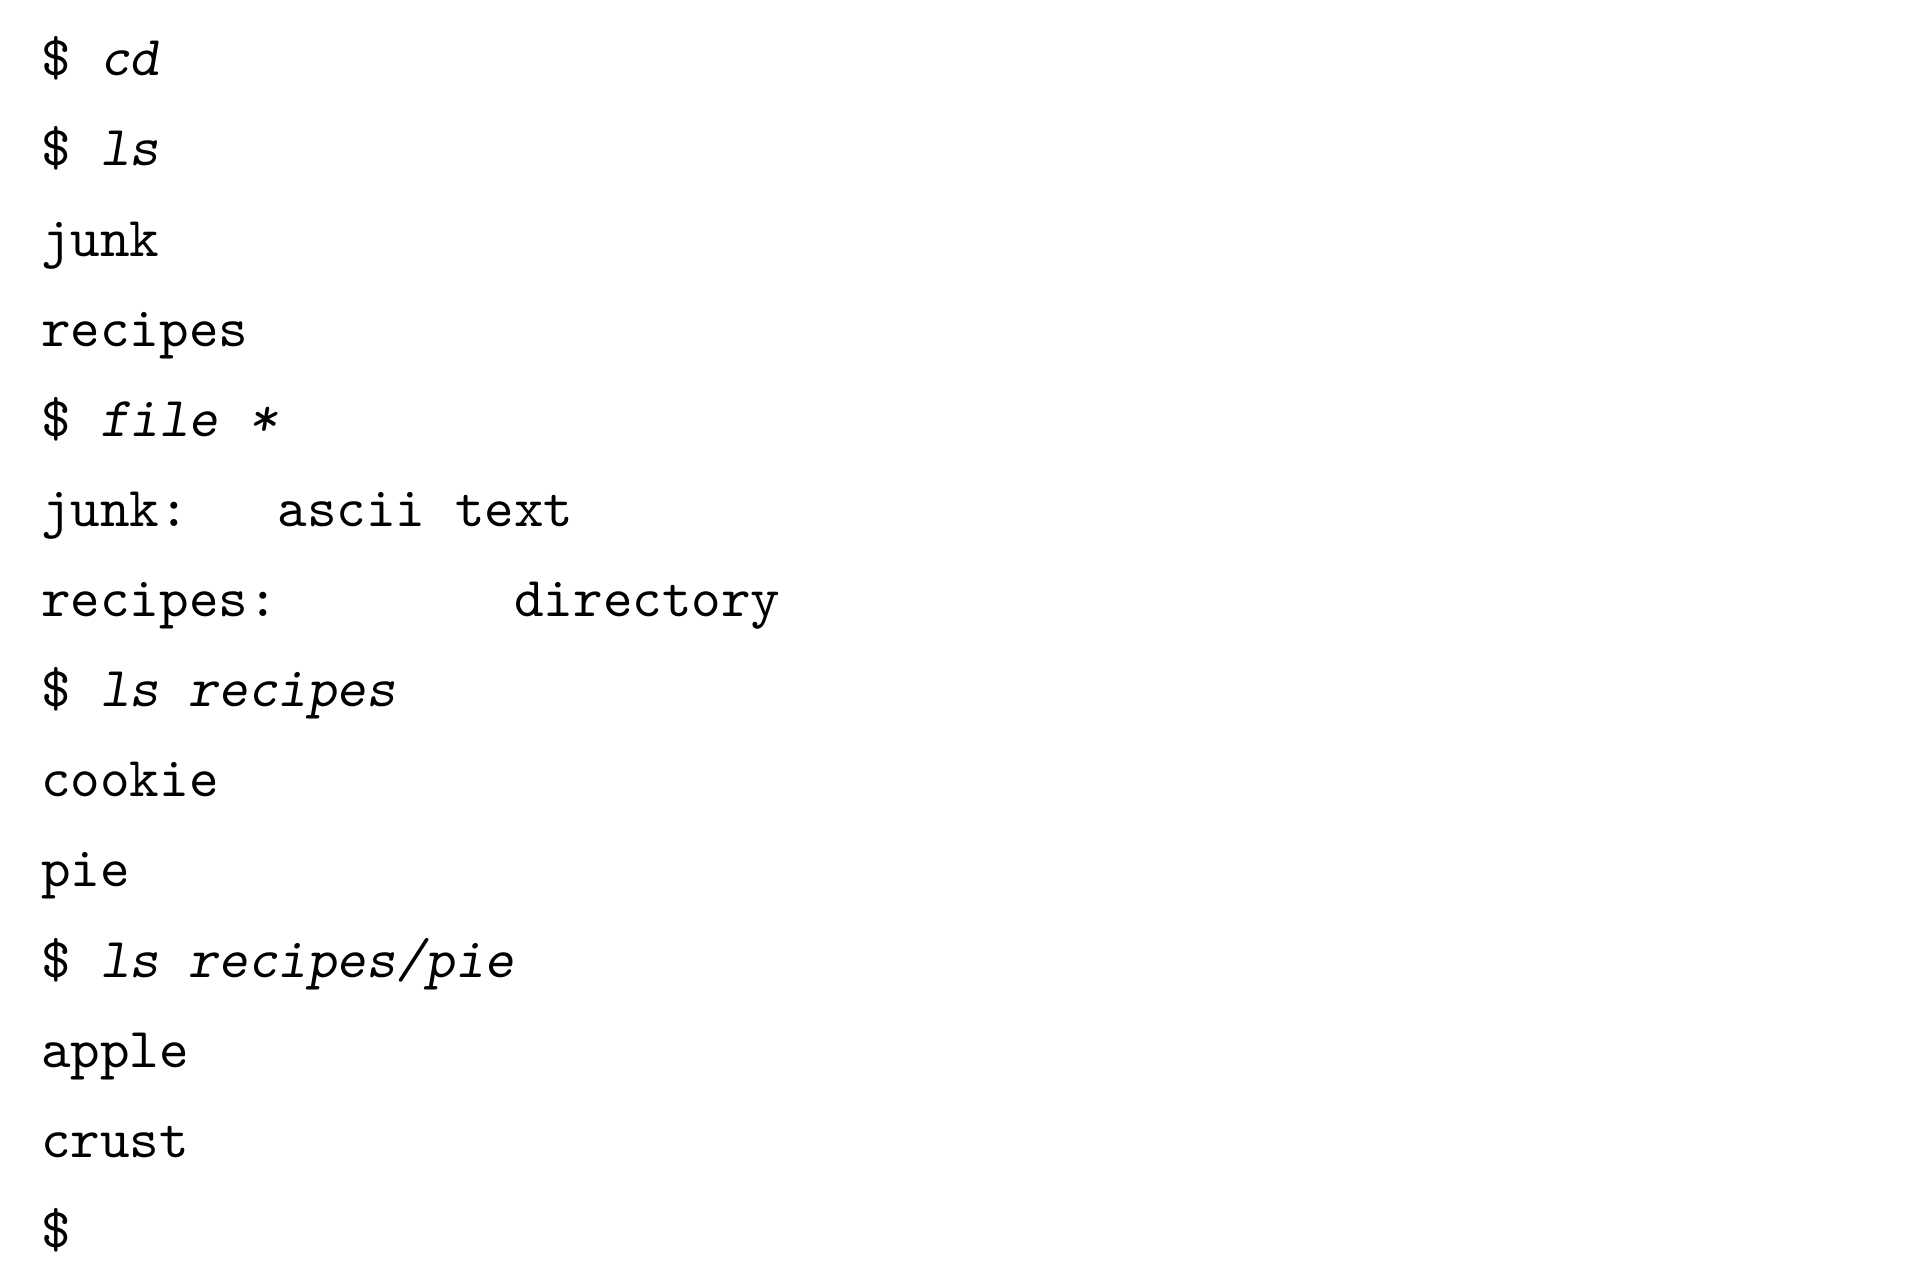 $ cd
$ ls
junk
recipes
$ file *
junk:   ascii text
recipes:        directory
$ ls recipes
cookie
pie
$ ls recipes/pie
apple
crust
$